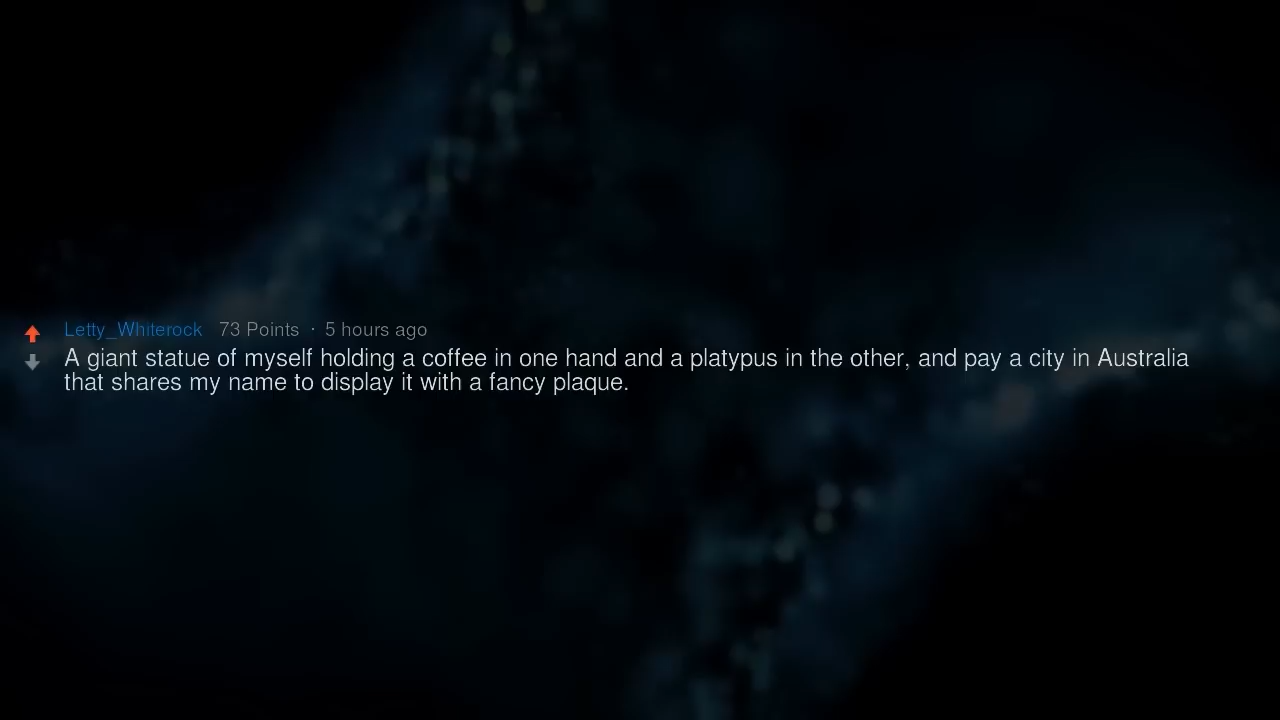 Letty_Whiterock 73 Points · 5 hours ago
A giant statue of myself holding a coffee in one hand and a platypus in the other, and pay a city in Australia
that shares my name to display it with a fancy plaque.